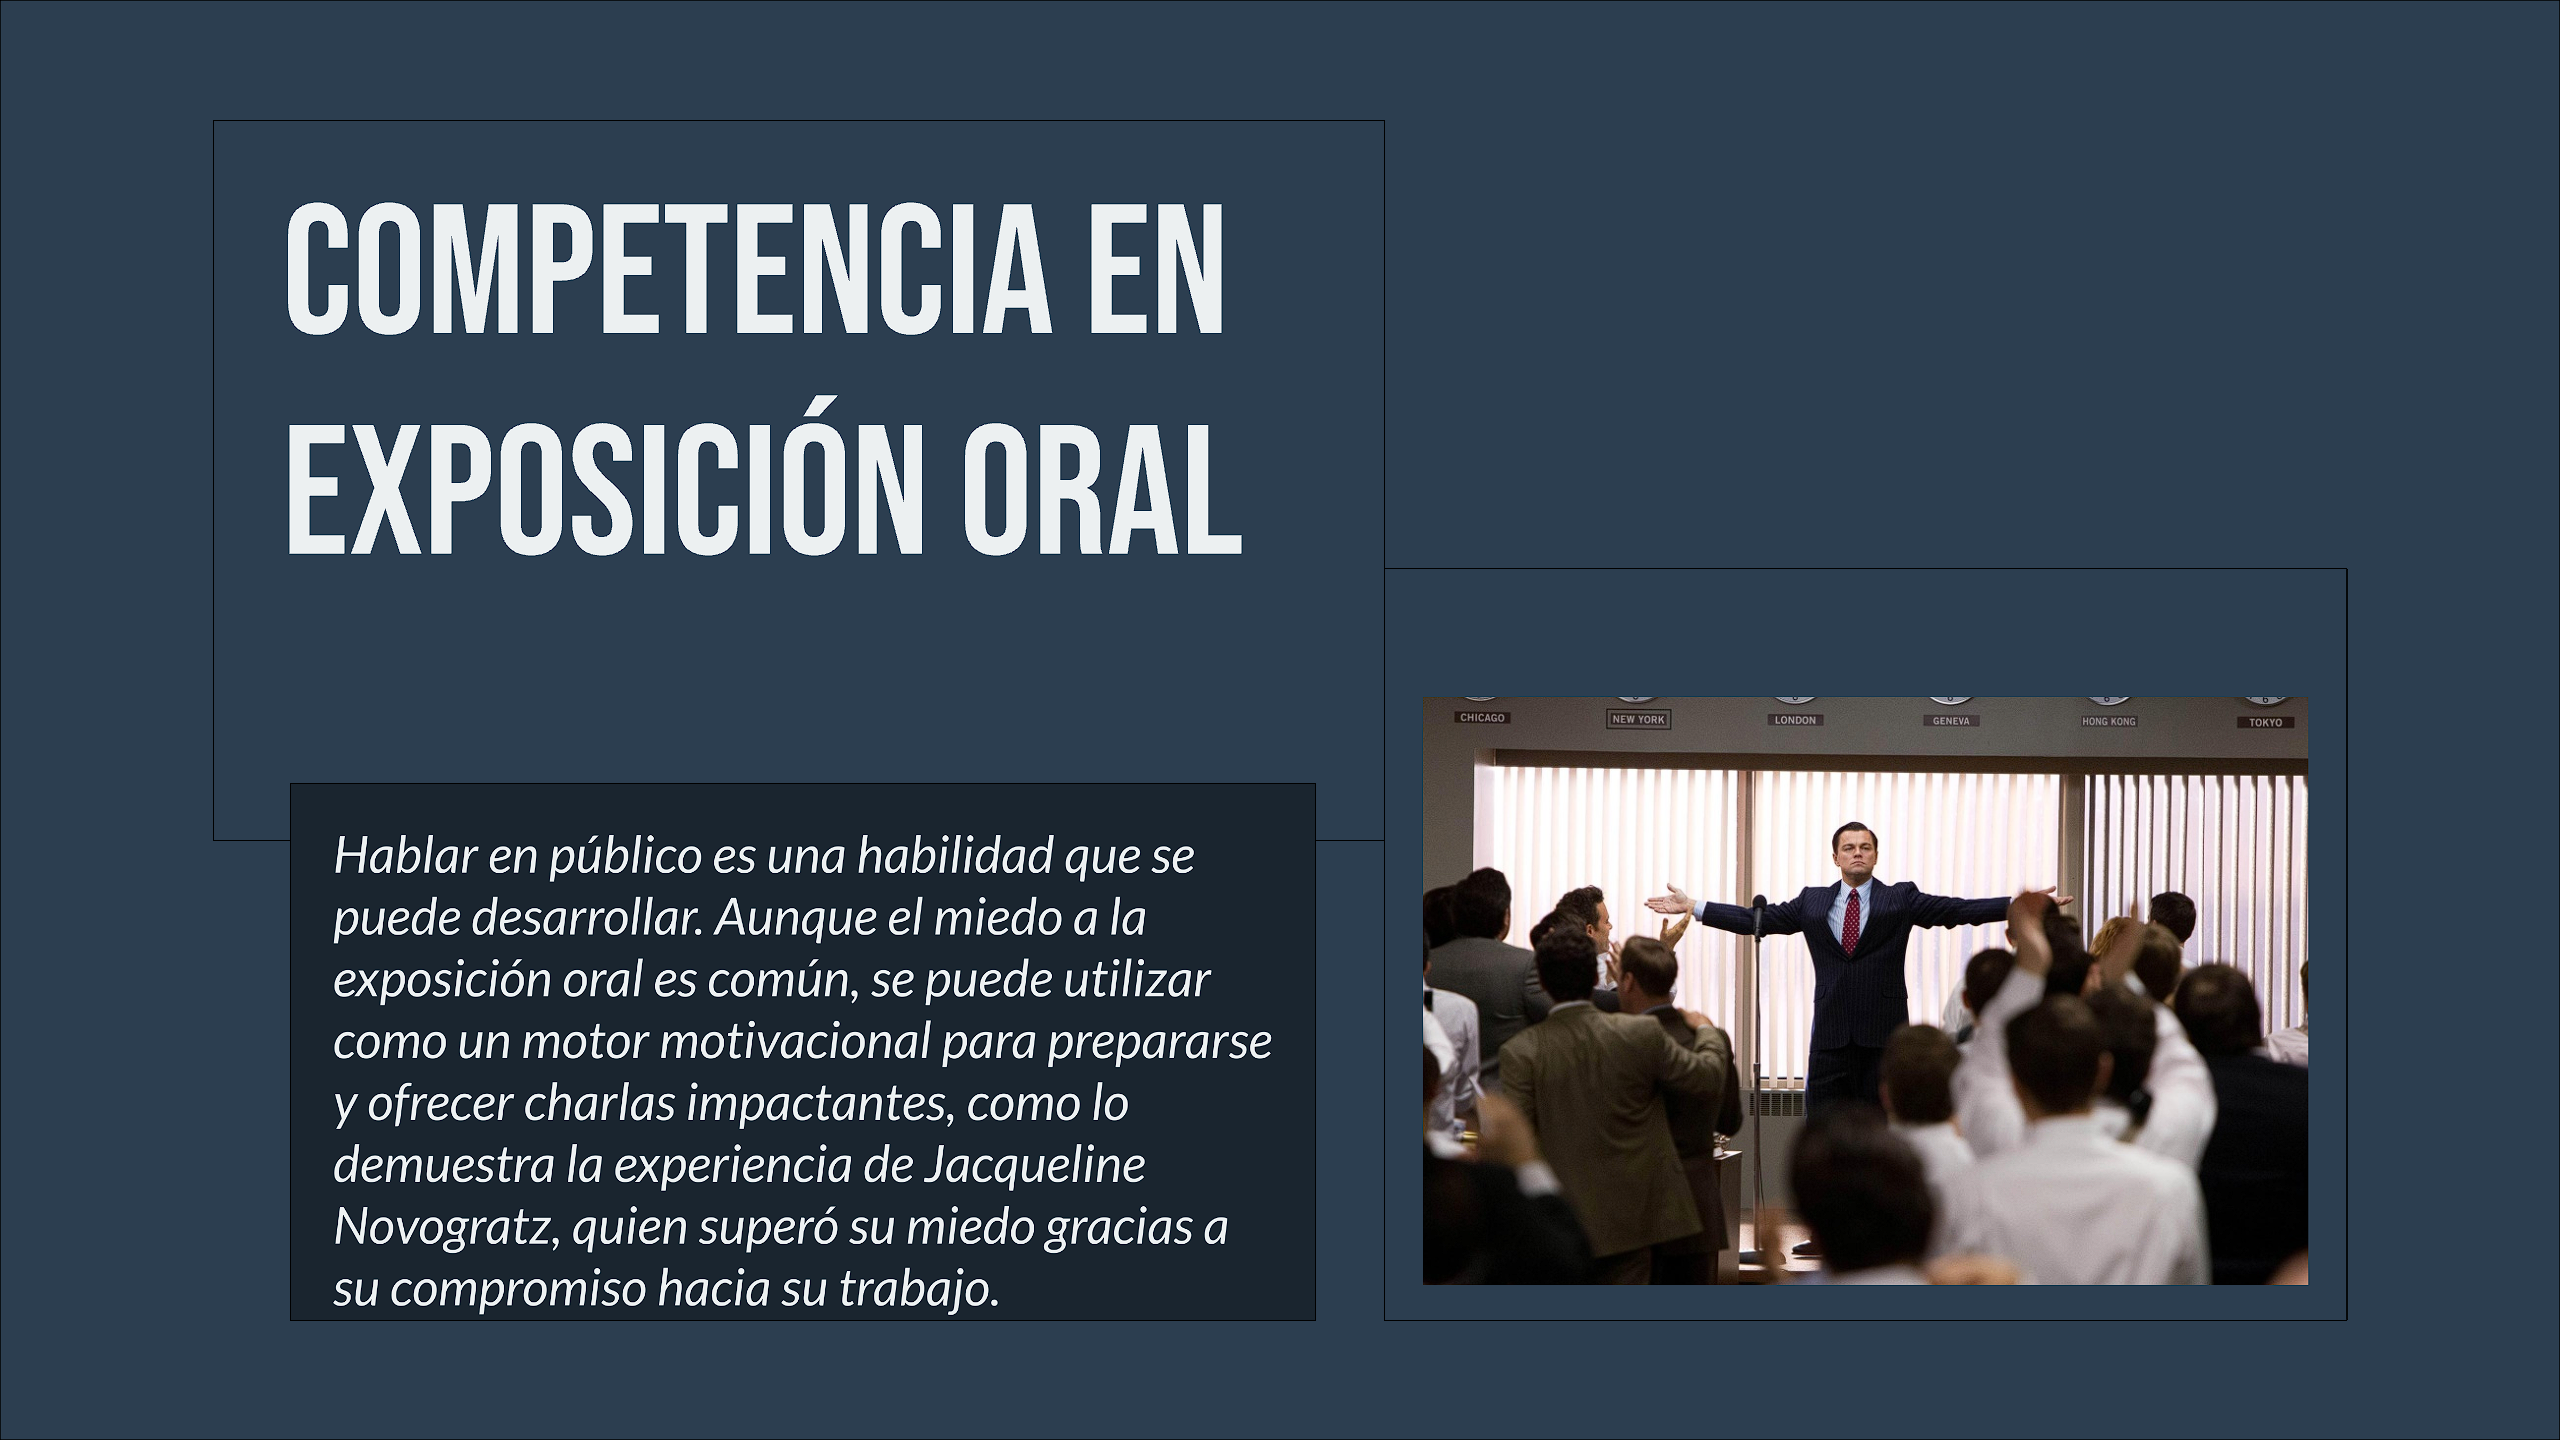 COMPETENCIA EN
EXPOSICIÓN ORAL
Hablar en público es una habilidad que se
puede desarrollar. Aunque el miedo a la
exposición oral es común, se puede utilizar
como un motor motivacional para prepararse
y ofrecer charlas impactantes, como lo
demuestra la experiencia de Jacqueline
Novogratz, quien superó su miedo gracias a
su compromiso hacia su trabajo.
CHICAGO NEW YORK LONDON GENEVA HONG KONG TOKYO